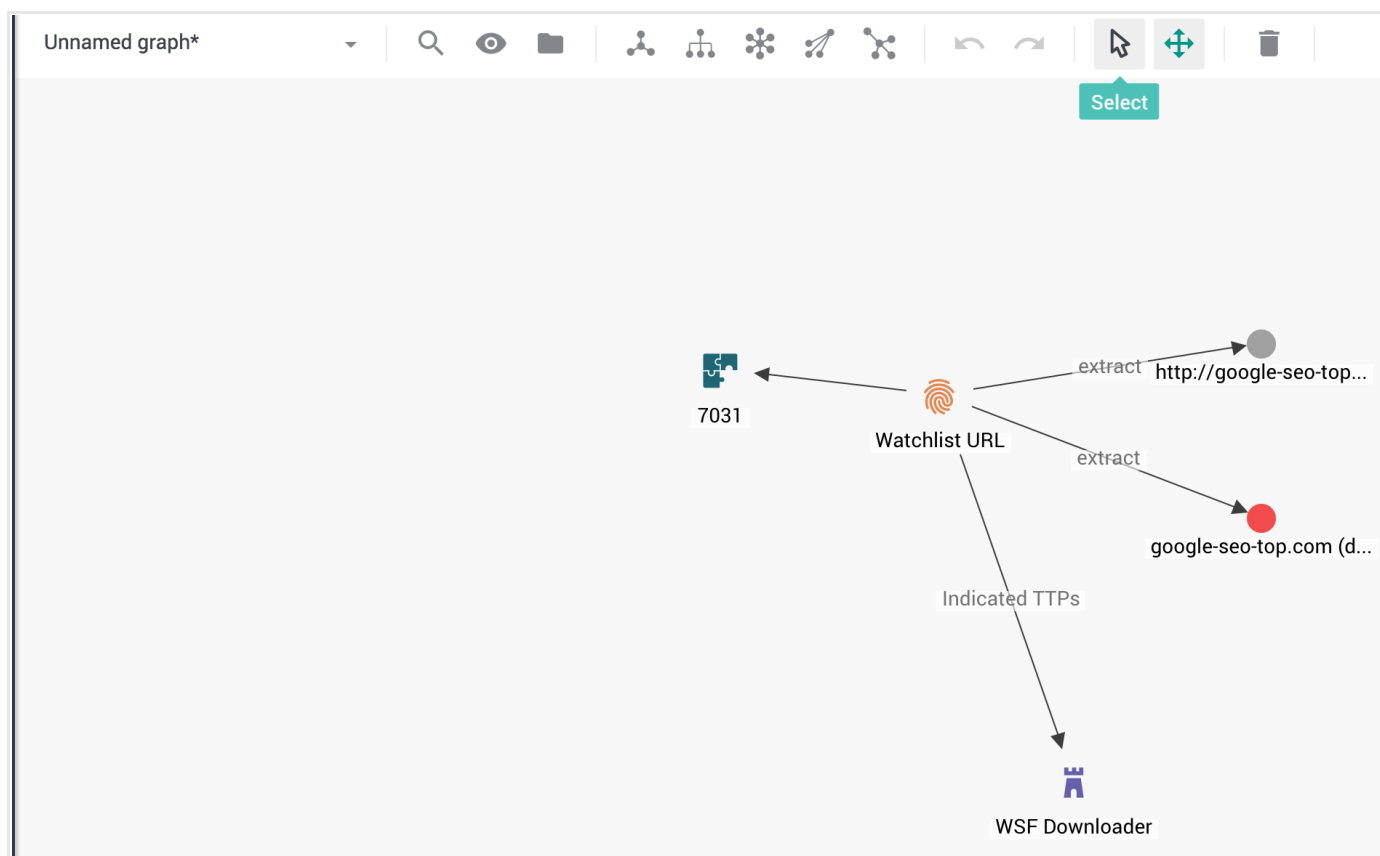 Unnamed graph*
Select
extract
http://google-seo-top...
7031
Watchlist URL
extract
google-seo-top.com (d...
Indicated TTPs
WSF Downloader